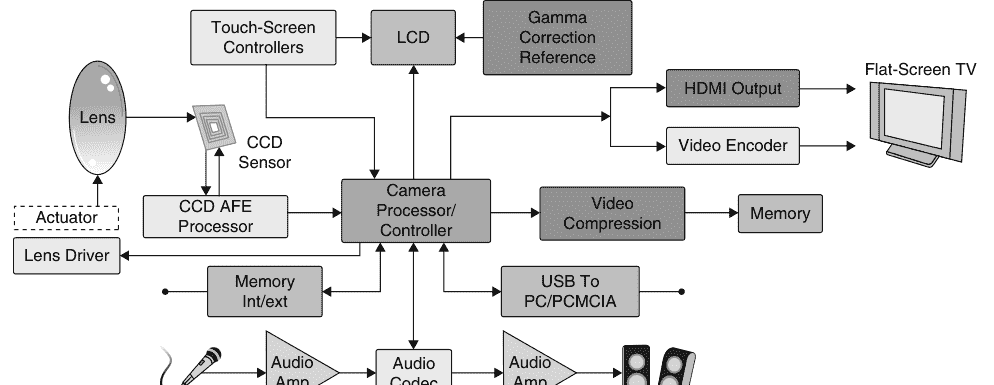 Touch-Screen
Controllers
LCD
Gamma
Correction
Reference
Flat-Screen TV
HDMI Output
Lens
CCD
Sensor
Video Encoder
Actuator
CCD AFE
Processor
Camera
Processor/
Controller
Video
Compression
Memory
Lens Driver
Memory
Int/ext
USB To
PC/PCMCIA
Audio
Amp
Audio
Codec
Audio
Amp